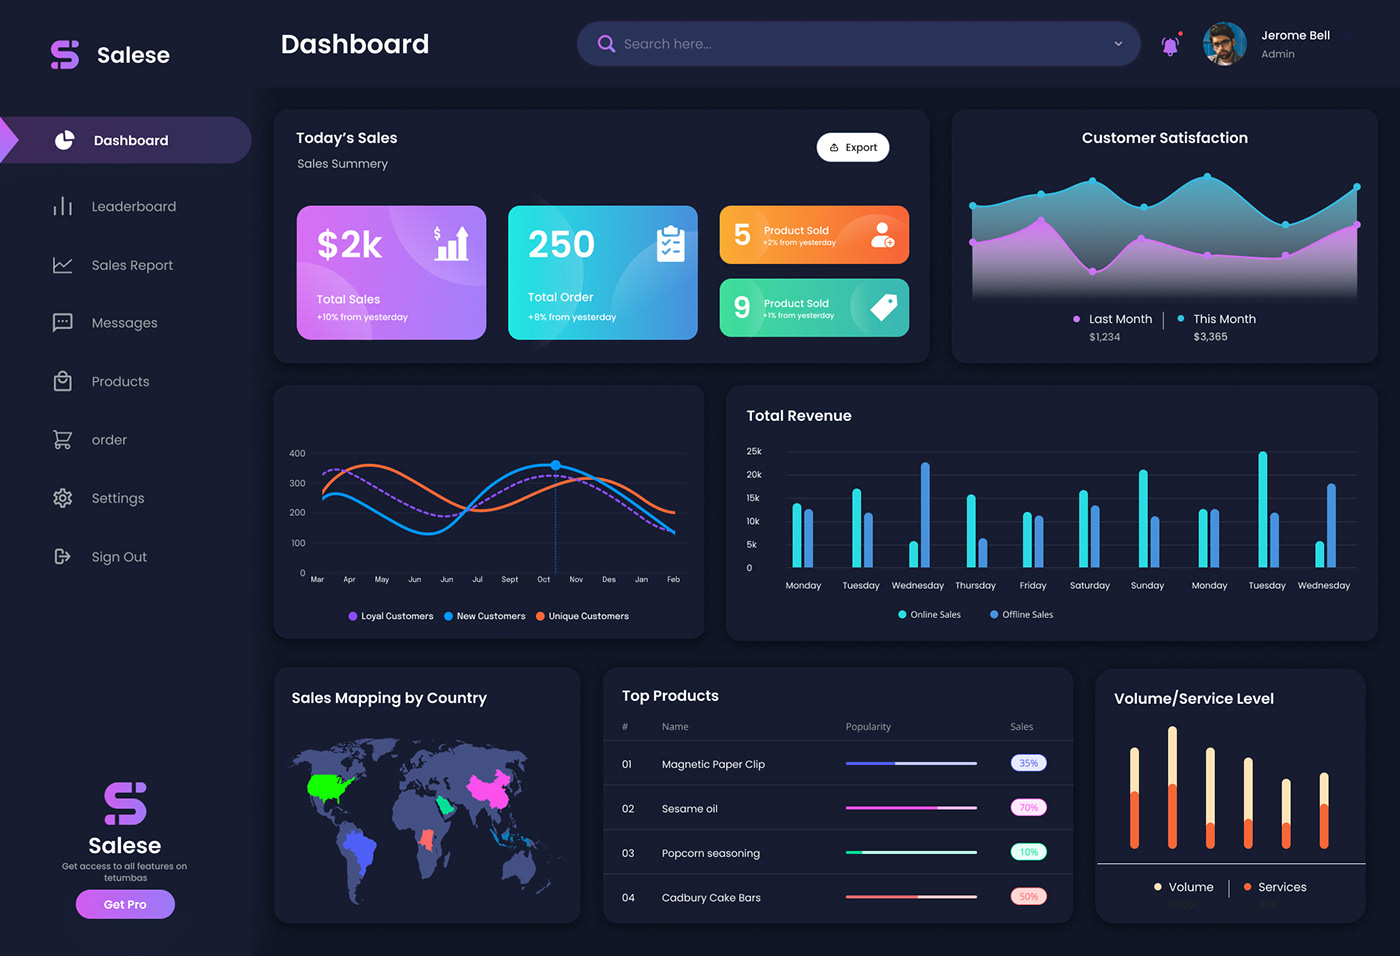 Salese
Dashboard
Search here...
Jerome Bell
Admin
Dashboard
Leaderboard
Sales Report
Messages
Products
order
Settings
Sign Out
Salese
Get access to all features on
tetumbas
Get Pro
Today's Sales
Sales Summery
Export
$2k
Total Sales
+10% from yesterday
$
250
Total Order
+8% from yesterday
5
Product Sold
+2% from yesterday
9
Product Sold
+1% from yesterday
Customer Satisfaction
Last Month
$1,234
This Month
$3,365
400
300
200
100
0
Mar Apr May Jun Jun Jul Sept Oct Nov Des Jan Feb
Loyal Customers New Customers Unique Customers
Total Revenue
25k
20k
15k
10k
5k
0
Monday Tuesday Wednesday Thursday Friday Saturday Sunday Monday Tuesday Wednesday
Online Sales Offline Sales
Sales Mapping by Country
Top Products
# Name Popularity Sales
01 Magnetic Paper Clip 35%
02 Sesame oil 70%
03 Popcorn seasoning 10%
04 Cadbury Cake Bars 50%
Volume/Service Level
Volume Services